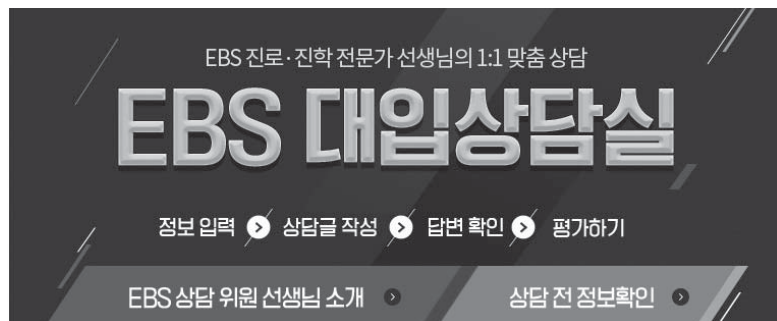 EBS 진로·진학 전문가 선생님의 1:1 맞춤 상담
EBS 대입상담실
정보 입력 > 상담글 작성 > 답변 확인 > 평가하기
EBS 상담 위원 선생님 소개 > 상담 전 정보확인 >